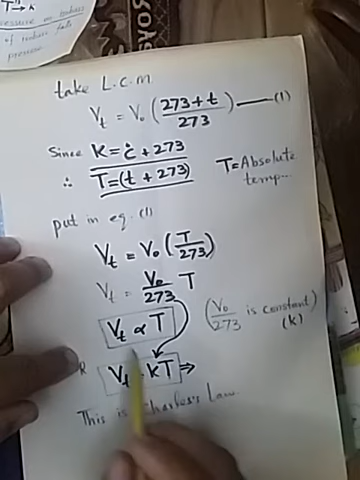 take L.C.M
Vt = V₀ (273+t / 273) —— (1)
Since K = c° + 273
∴ T = (t + 273) T = Absolute temp...
put in eq. (1)
Vt = V₀ (T / 273)
Vt = V₀ / 273 T
Vt ∝ T (V₀ / 273 is constant) (k)
Vt = kT ⇒
This is Charles's Law.